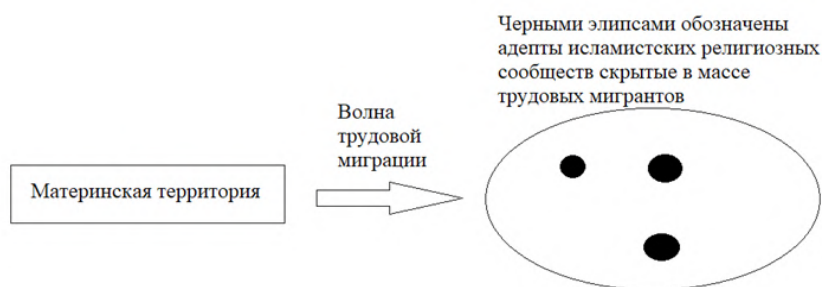 Черными элипсами обозначены
адепты исламистских религиозных
сообществ скрытые в массе
трудовых мигрантов
Волна
трудовой
миграции
Материнская территория